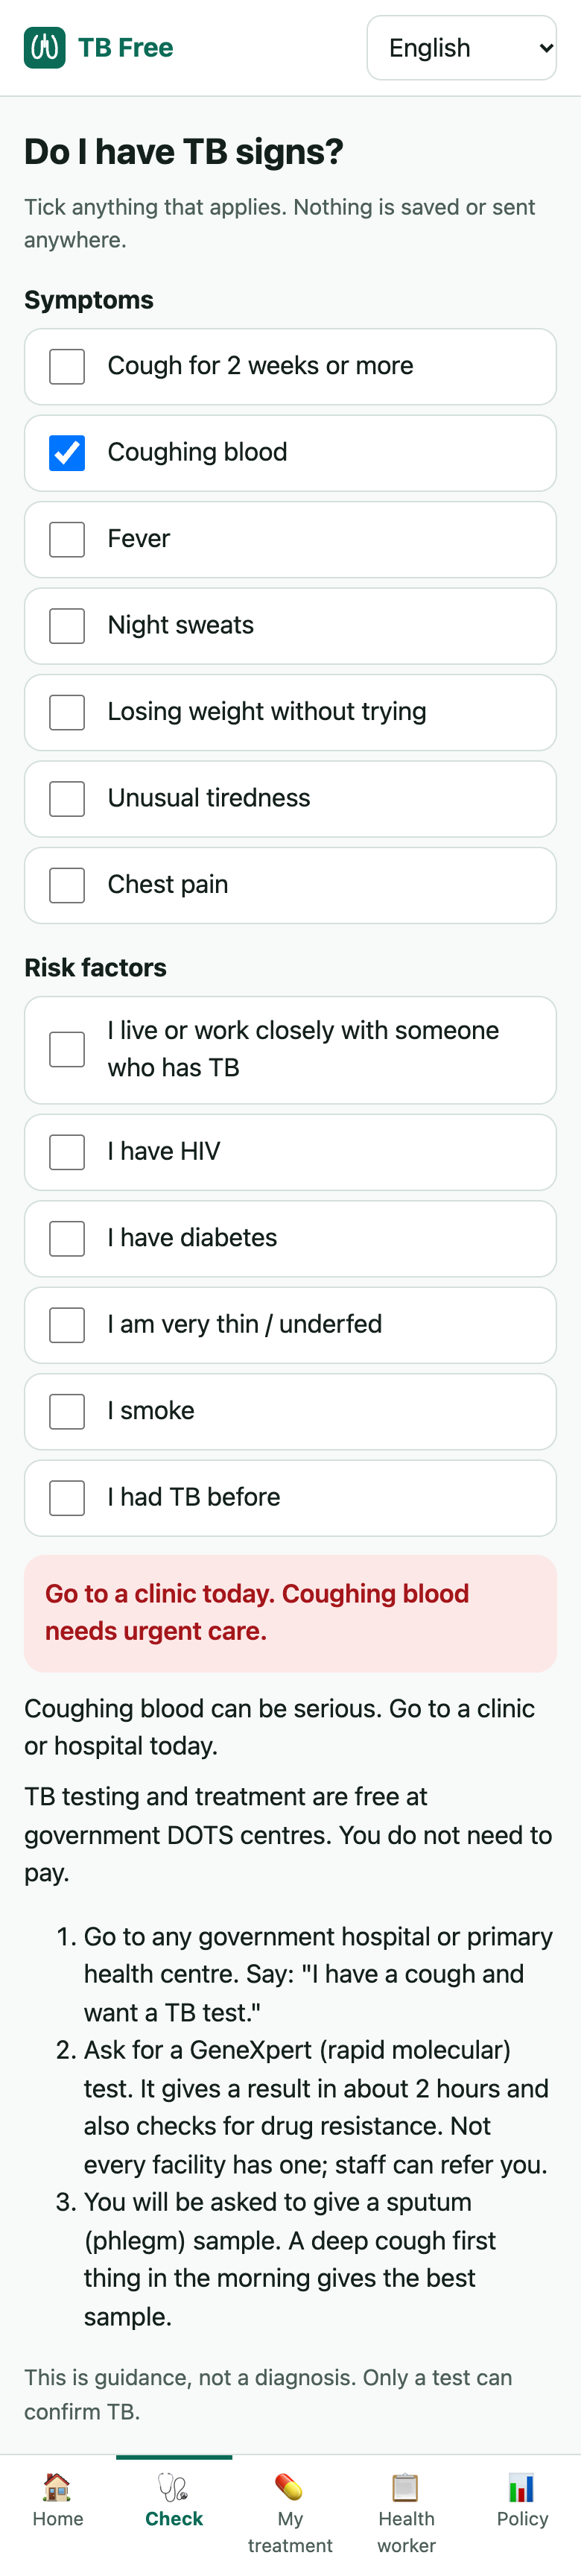 TB Free
English
Do I have TB signs?
Tick anything that applies. Nothing is saved or sent
anywhere.
Symptoms
Cough for 2 weeks or more
Coughing blood
Fever
Night sweats
Losing weight without trying
Unusual tiredness
Chest pain
Risk factors
I live or work closely with someone
who has TB
I have HIV
I have diabetes
I am very thin / underfed
I smoke
I had TB before
Go to a clinic today. Coughing blood
needs urgent care.
Coughing blood can be serious. Go to a clinic
or hospital today.
TB testing and treatment are free at
government DOTS centres. You do not need to
pay.
1. Go to any government hospital or primary
health centre. Say: "I have a cough and
want a TB test."
2. Ask for a GeneXpert (rapid molecular)
test. It gives a result in about 2 hours and
also checks for drug resistance. Not
every facility has one; staff can refer you.
3. You will be asked to give a sputum
(phlegm) sample. A deep cough first
thing in the morning gives the best
sample.
This is guidance, not a diagnosis. Only a test can
confirm TB.
Home
Check
My
treatment
Health
worker
Policy